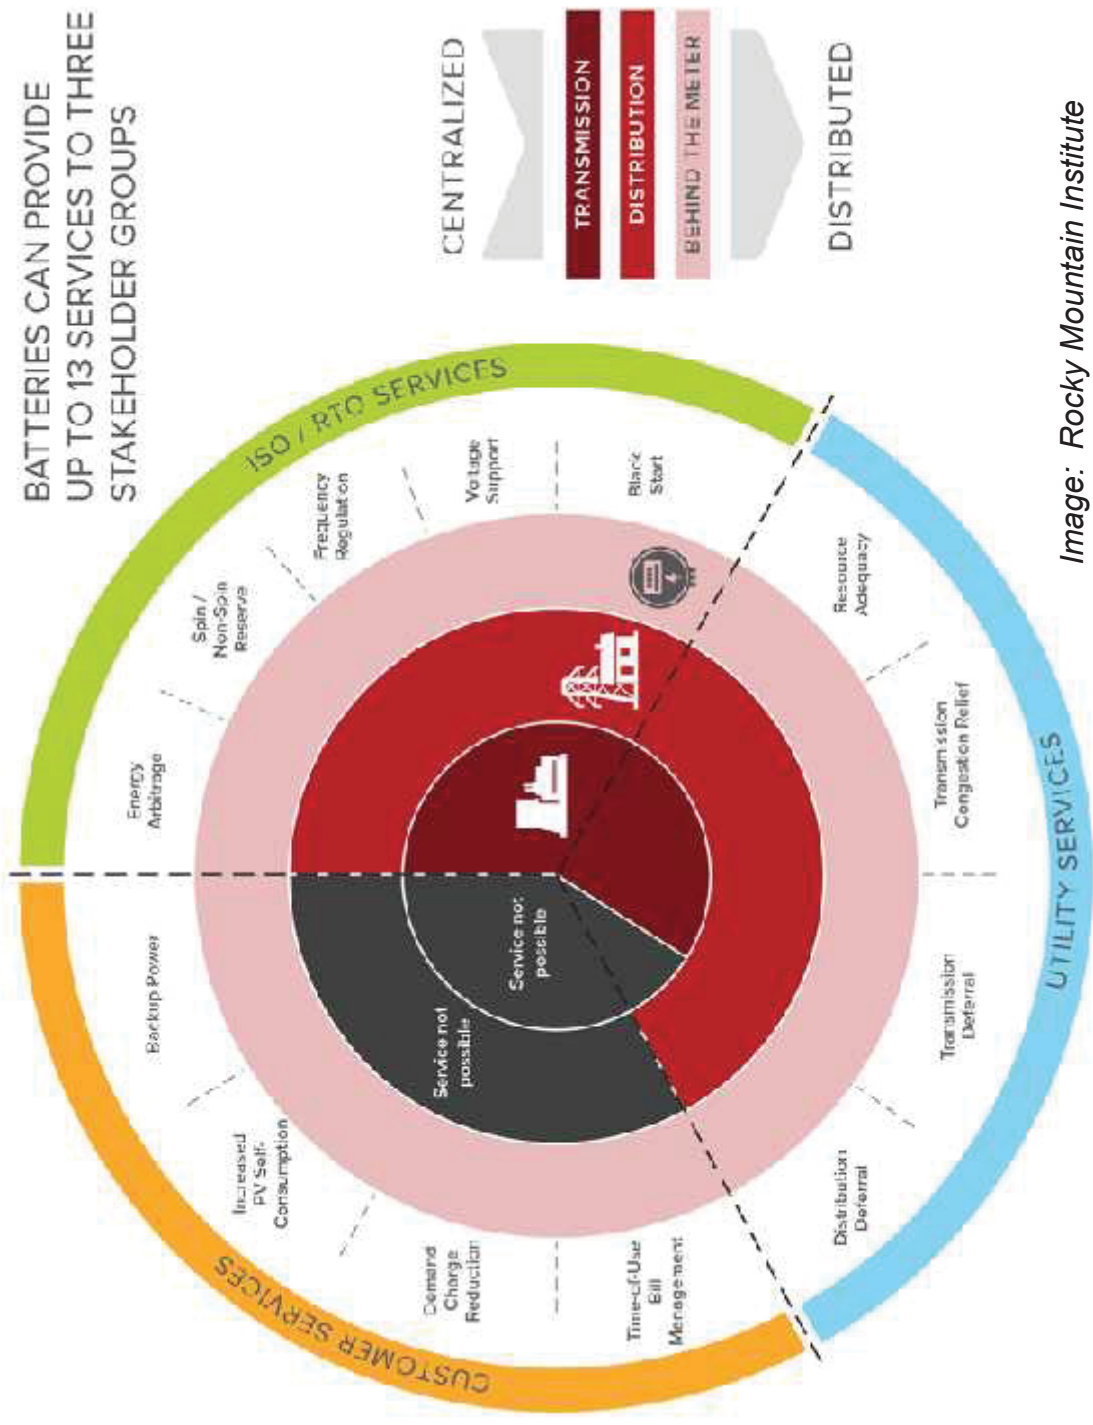 BATTERIES CAN PROVIDE
UP TO 13 SERVICES TO THREE
STAKEHOLDER GROUPS
CENTRALIZED
TRANSMISSION
DISTRIBUTION
BEHIND THE METER
DISTRIBUTED
ISO / RTO SERVICES
Energy
Arbitrage
Spin /
Non-Spin
Reserve
Frequency
Regulation
Voltage
Support
Black
Start
UTILITY SERVICES
Resource
Adequacy
Transmission
Congestion Relief
Transmission
Deferral
Distribution
Deferral
CUSTOMER SERVICES
Time-of-Use
Bill
Management
Demand
Charge
Reduction
Increased
PV Self-
Consumption
Backup Power
Service not
possible
Service not
possible
Image: Rocky Mountain Institute